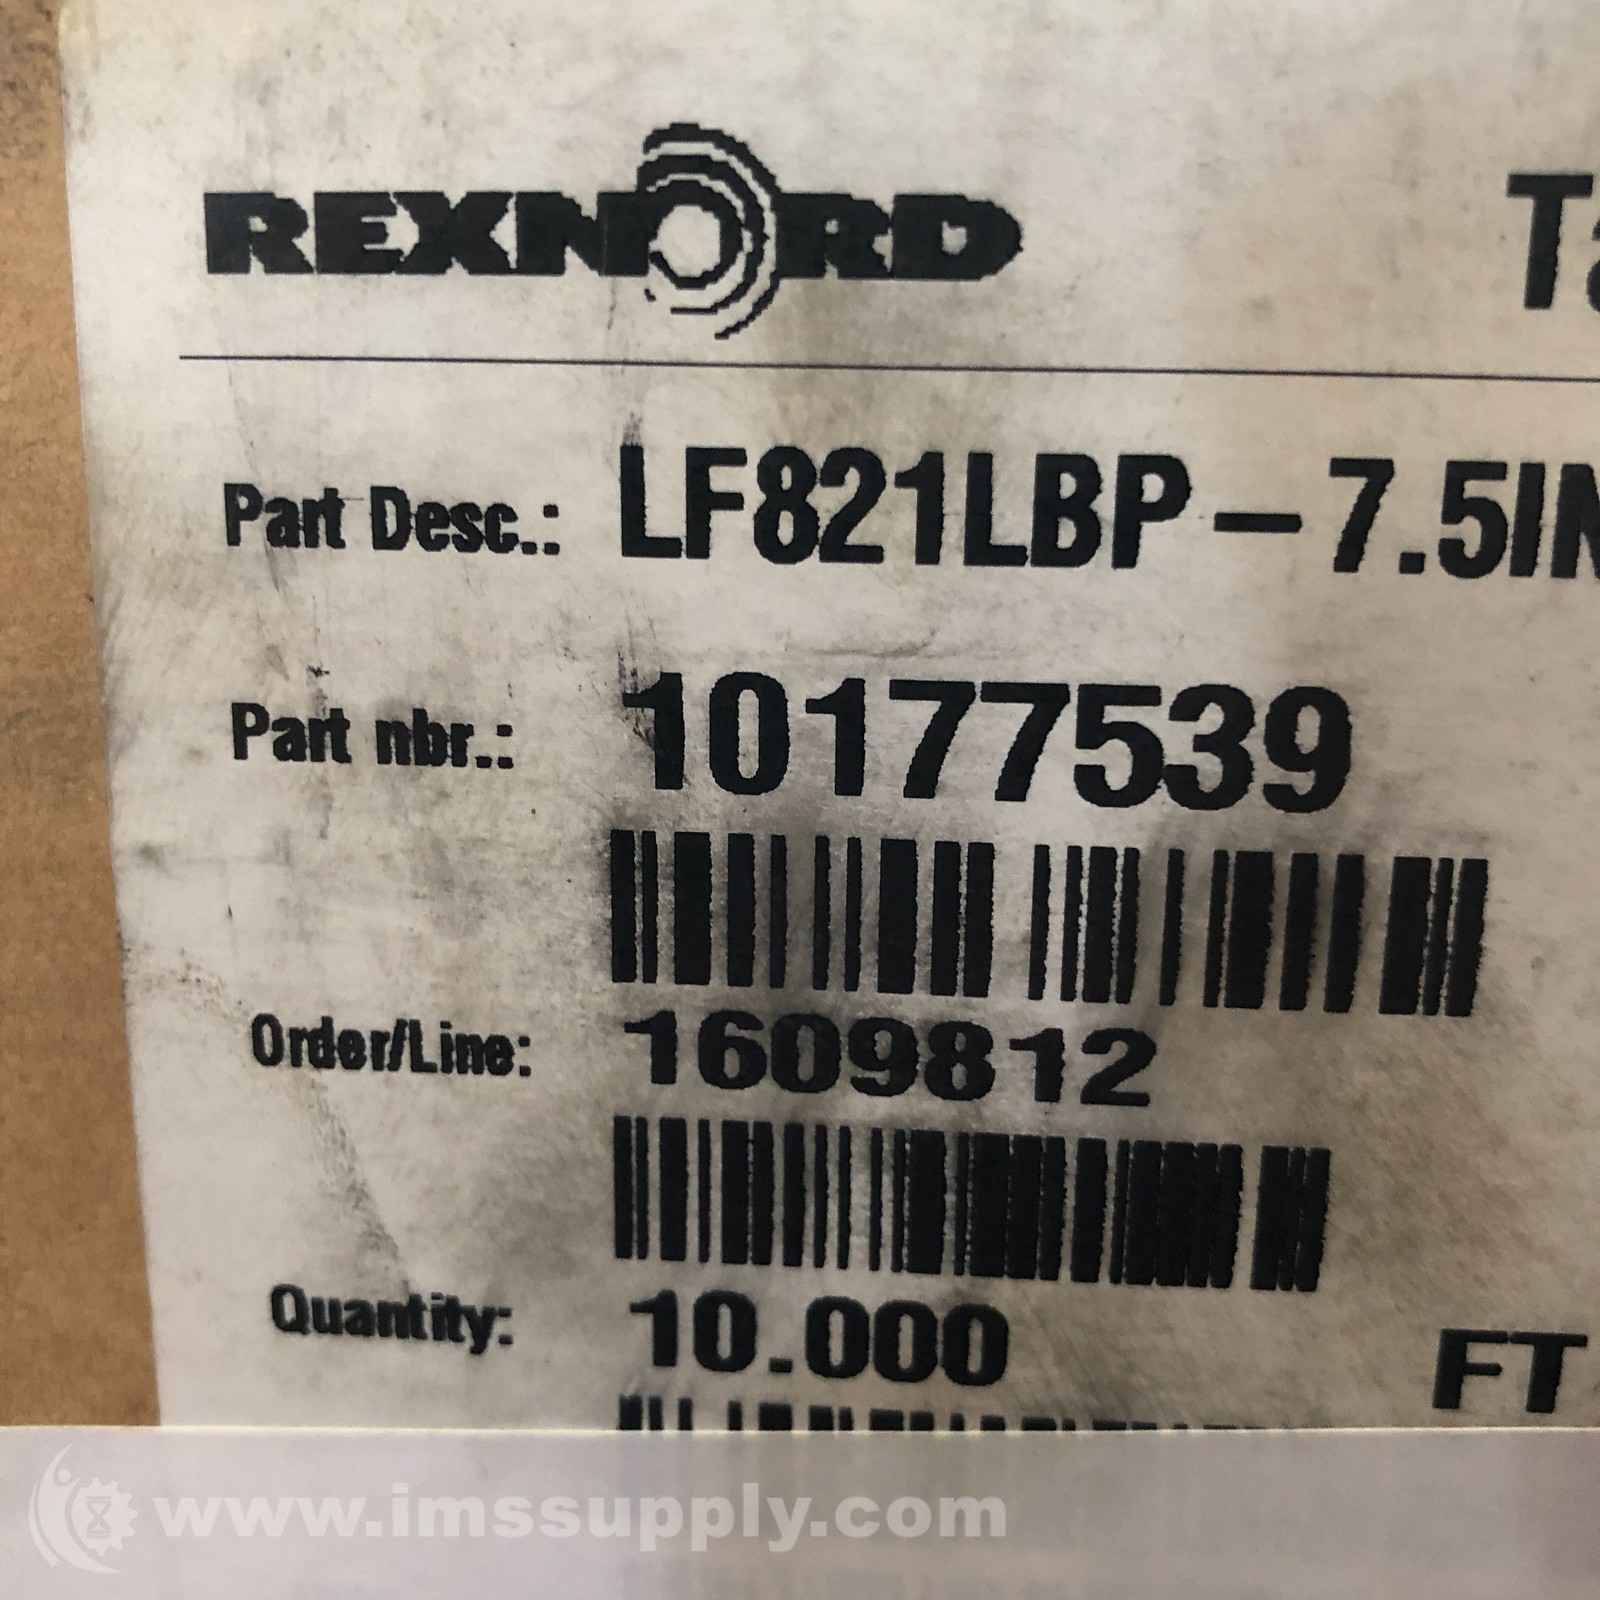 REXNORD
Part Desc.: LF821LBP-7.5IN
Part nbr.: 10177539
Order/Line: 1609812
Quantity: 10.000 FT
www.imssupply.com